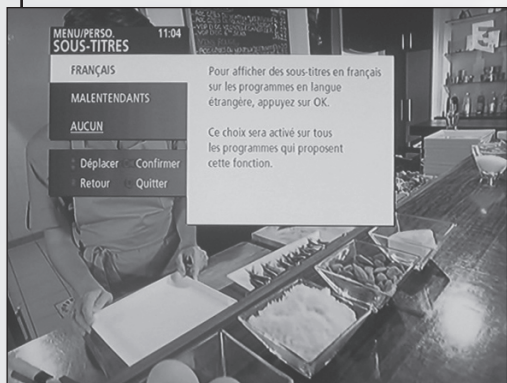 MENU/PERSO. 11:04
SOUS-TITRES
FRANÇAIS
MALENTENDANTS
AUCUN
Déplacer Confirmer
Retour Quitter
Pour afficher des sous-titres en français
sur les programmes en langue
étrangère, appuyez sur OK.
Ce choix sera activé sur tous
les programmes qui proposent
cette fonction.